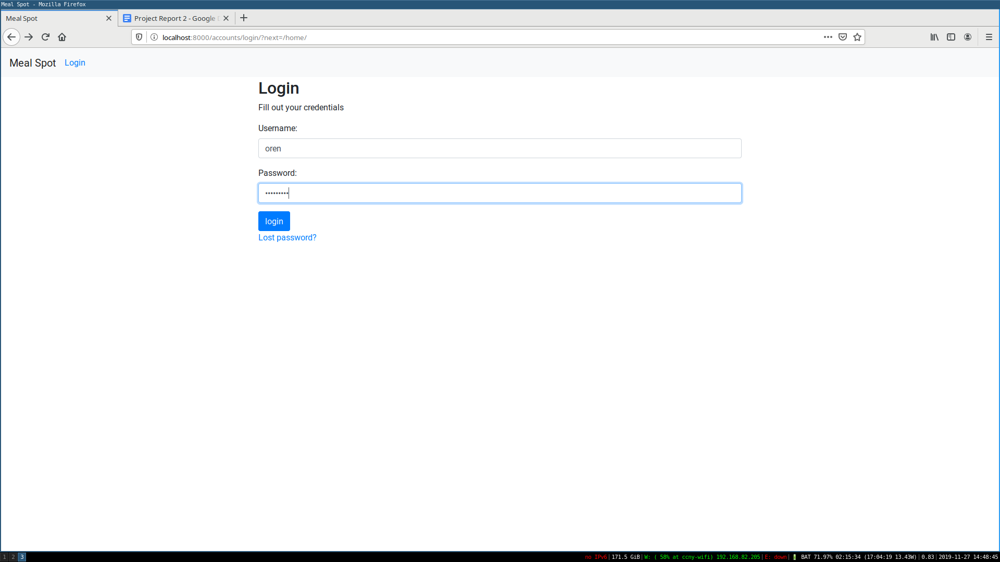 Meal Spot - Mozilla Firefox
Meal Spot
Project Report 2 - Google
localhost:8000/accounts/login/?next=/home/
Meal Spot Login
Login
Fill out your credentials
Username:
oren
Password:
•••••••••
login
Lost password?
1 2 3 no IPv6|171.5 GiB|W: ( 58% at ccny-wifi) 192.168.82.205|E: down|🔋 BAT 71.97% 02:15:34 (17:04:19 13.43W)|0.83|2019-11-27 14:48:45